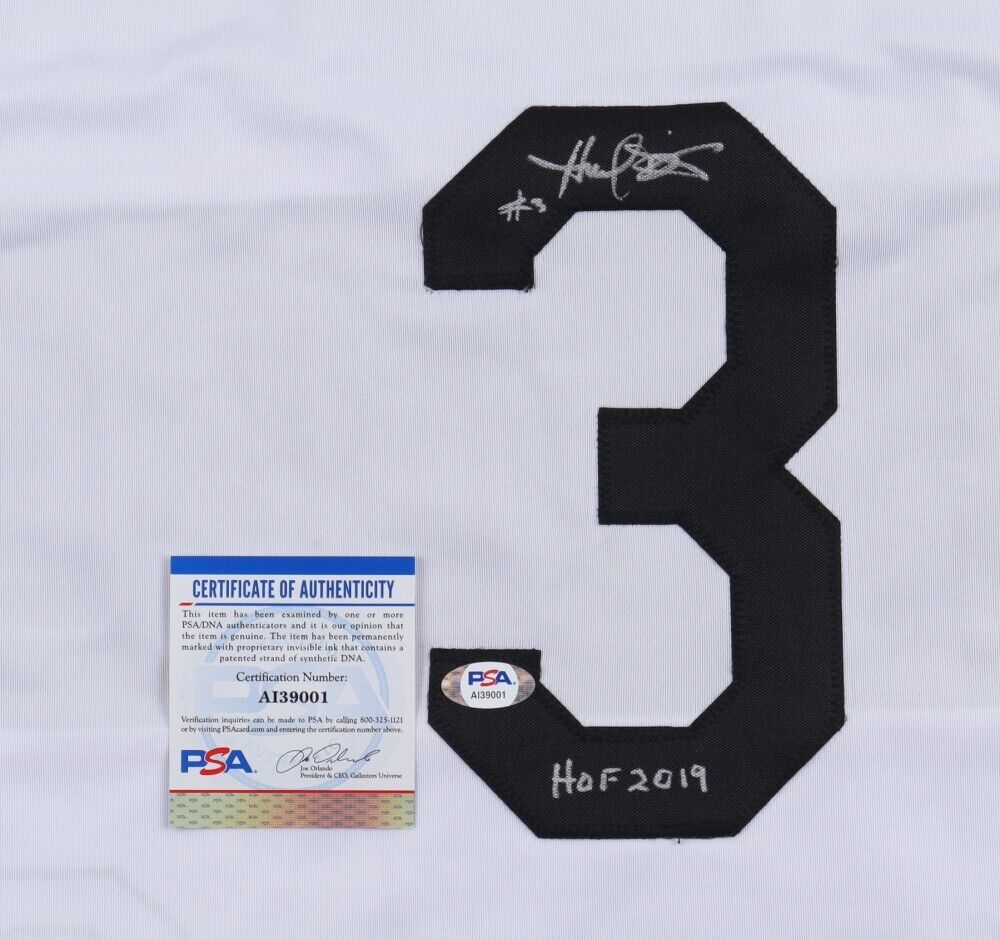 Harold Baines
#3
3
CERTIFICATE OF AUTHENTICITY
This item has been examined by one or more
PSA/DNA authenticators and it is our opinion that
the item is genuine. The item has been permanently
marked with proprietary invisible ink that contains a
patented strand of synthetic DNA.
Certification Number:
AI39001
Verification inquiries can be made to PSA by calling 800-325-1121
or by visiting PSAcard.com and entering the certification number above.
PSA
Joe Orlando
President & CEO, Collectors Universe
PSA
AI39001
HOF 2019